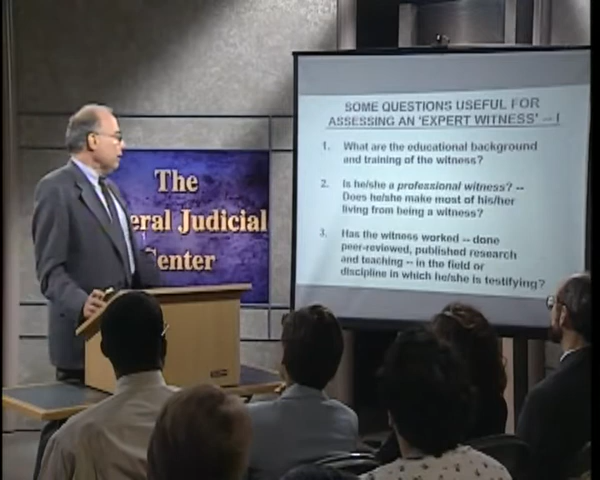 The
eral Judicial
Center
SOME QUESTIONS USEFUL FOR
ASSESSING AN 'EXPERT WITNESS' -- I
1. What are the educational background
and training of the witness?
2. Is he/she a professional witness? --
Does he/she make most of his/her
living from being a witness?
3. Has the witness worked -- done
peer-reviewed, published research
and teaching -- in the field or
discipline in which he/she is testifying?